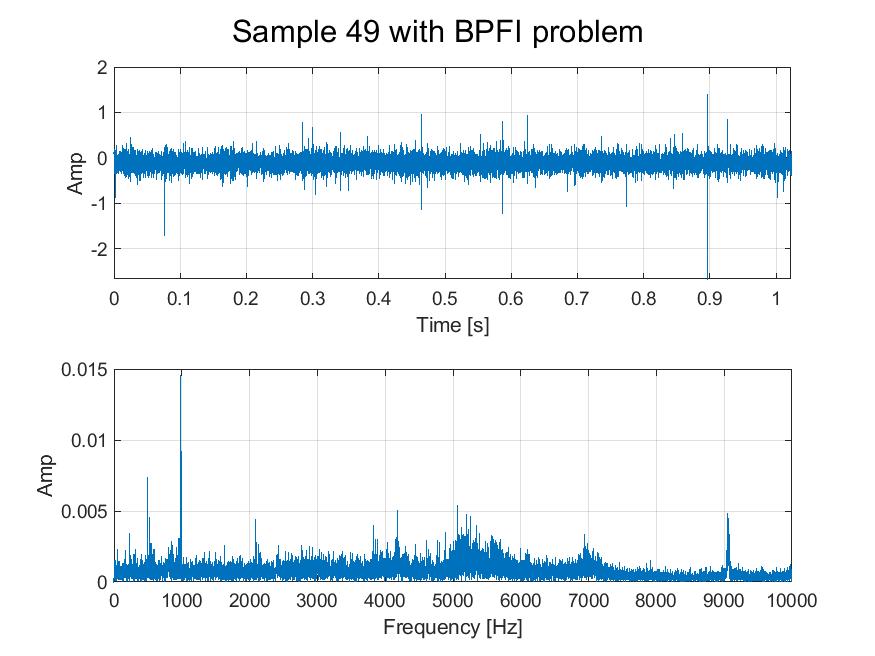 Sample 49 with BPFI problem
2
1
0
-1
-2
Amp
0 0.1 0.2 0.3 0.4 0.5 0.6 0.7 0.8 0.9 1
Time [s]
0.015
0.01
0.005
0
Amp
0 1000 2000 3000 4000 5000 6000 7000 8000 9000 10000
Frequency [Hz]